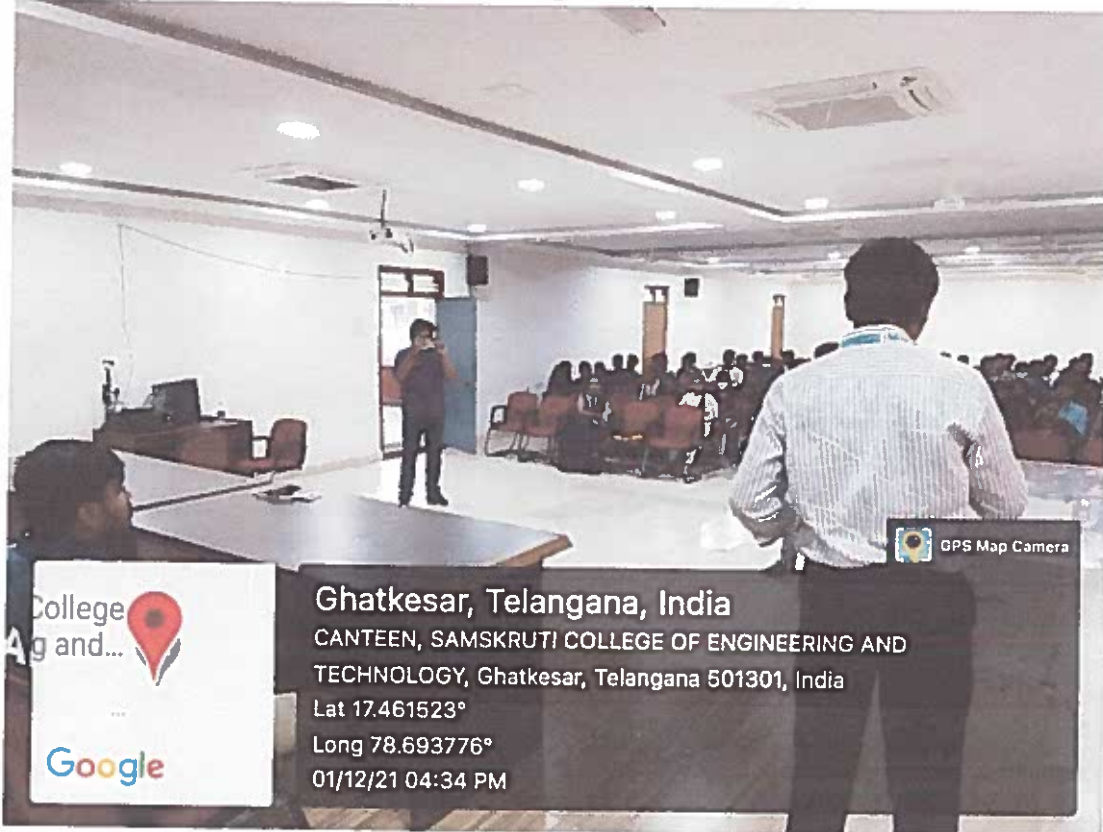 GPS Map Camera
College
g and...
Google
Ghatkesar, Telangana, India
CANTEEN, SAMSKRUTI COLLEGE OF ENGINEERING AND
TECHNOLOGY, Ghatkesar, Telangana 501301, India
Lat 17.461523°
Long 78.693776°
01/12/21 04:34 PM